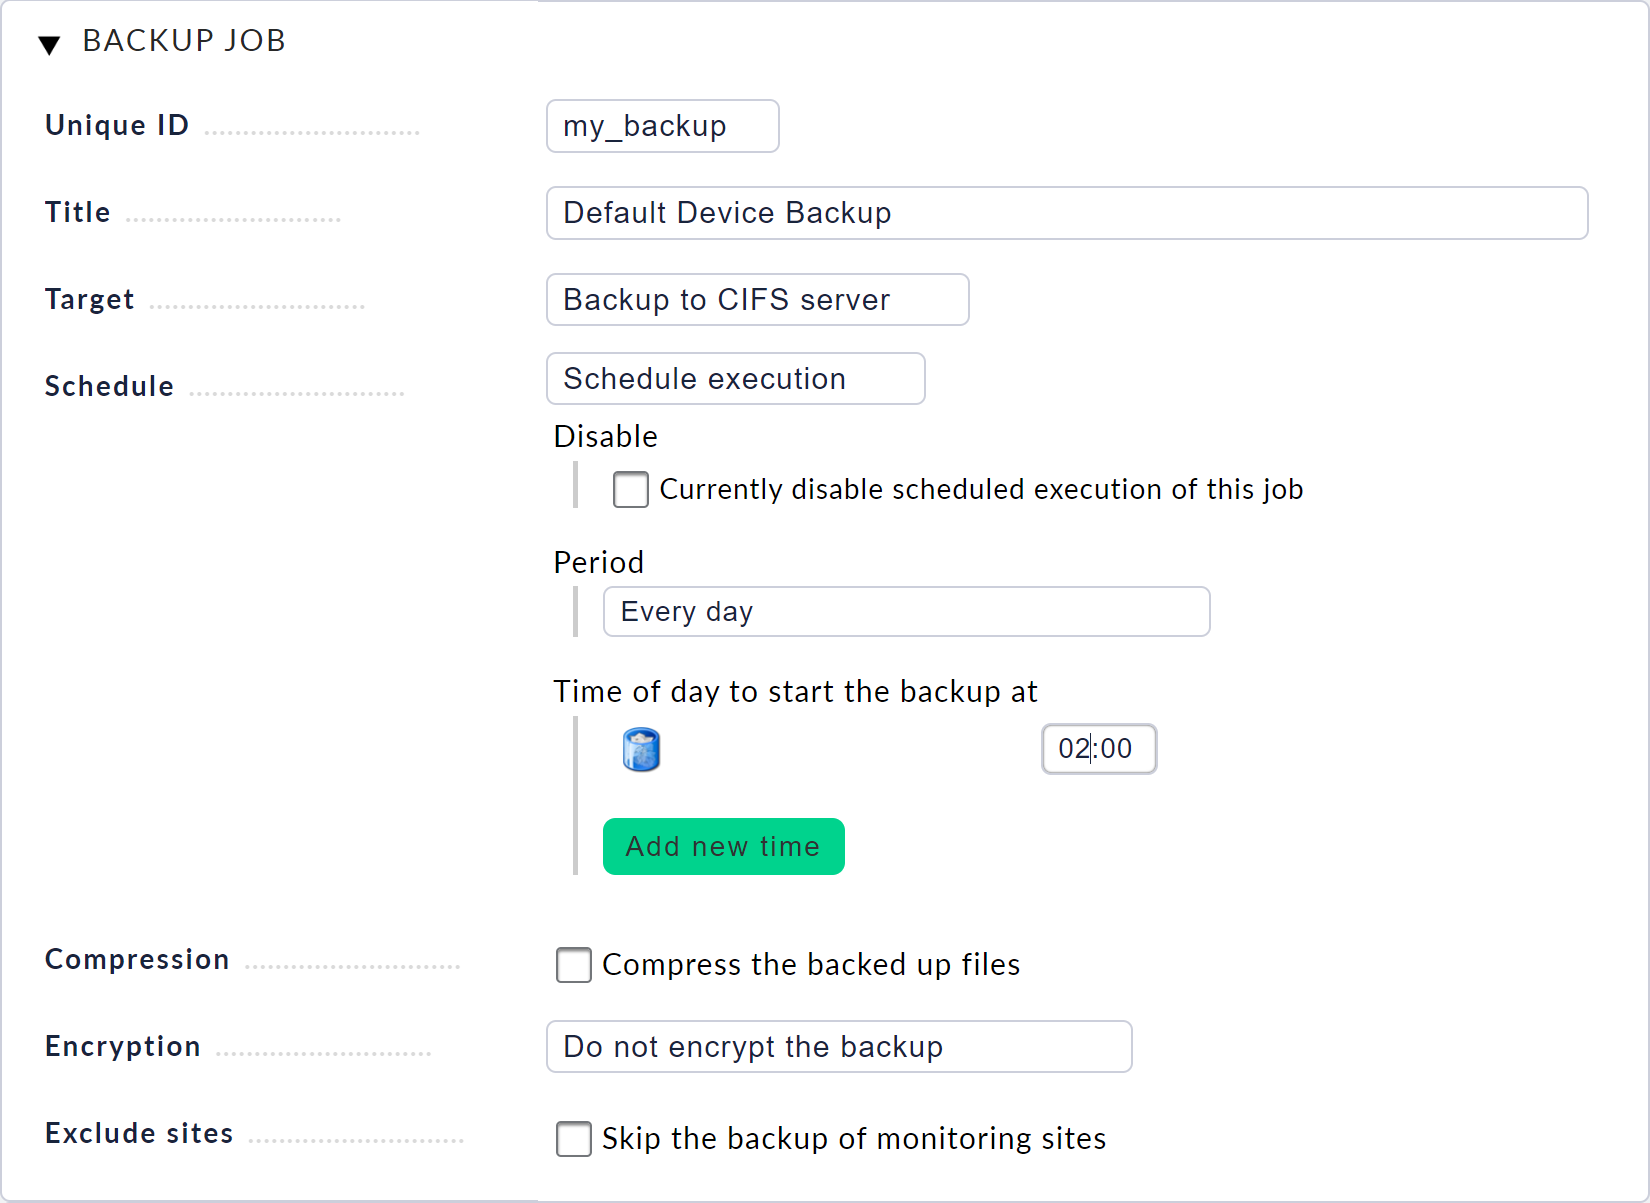 BACKUP JOB
Unique ID my_backup
Title Default Device Backup
Target Backup to CIFS server
Schedule Schedule execution
Disable
Currently disable scheduled execution of this job
Period
Every day
Time of day to start the backup at
02:00
Add new time
Compression Compress the backed up files
Encryption Do not encrypt the backup
Exclude sites Skip the backup of monitoring sites